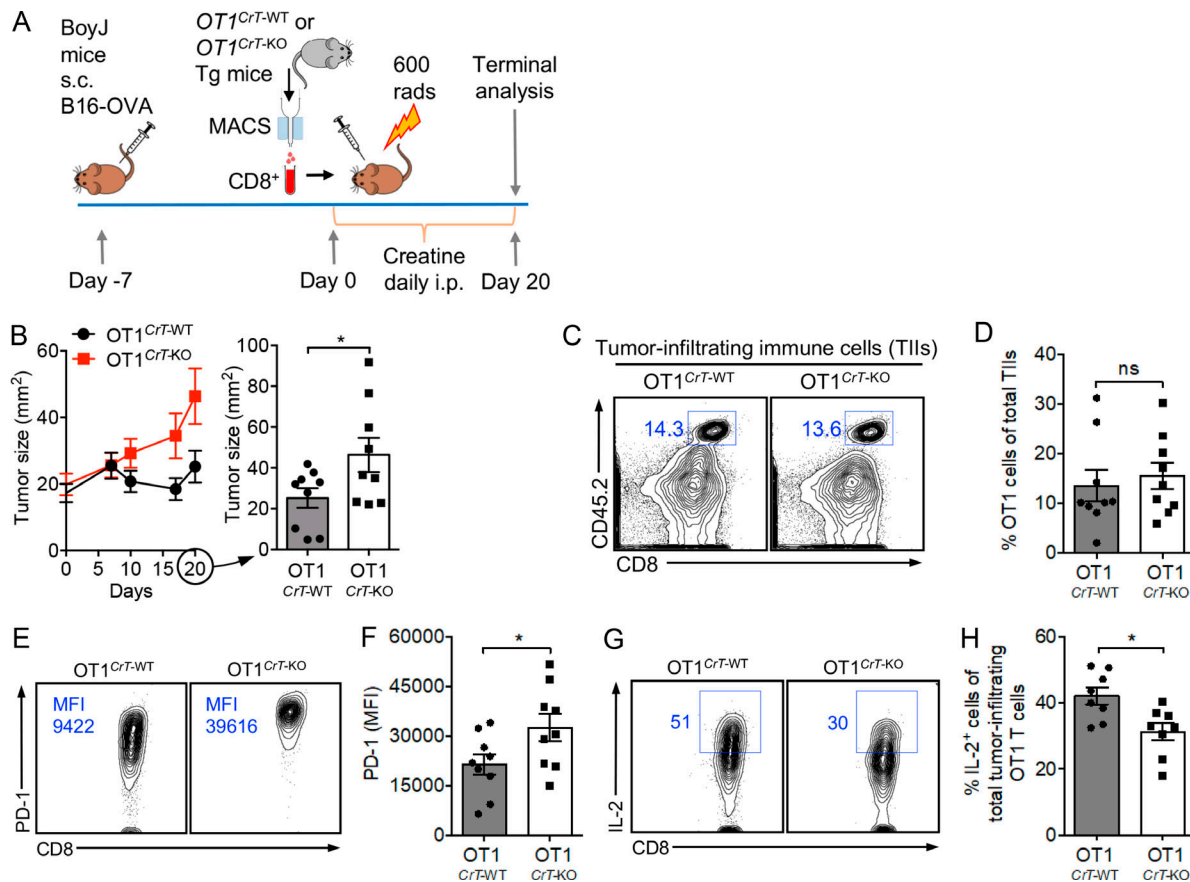 A
BoyJ
mice
s.c.
B16-OVA
OT1CrT-WT or
OT1CrT-KO
Tg mice
MACS
CD8+
600
rads
Terminal
analysis
Day -7
Day 0
Creatine
daily i.p.
Day 20
B
OT1CrT-WT
OT1CrT-KO
Tumor size (mm2)
60
40
20
0
0 5 10 15 20
Days
Tumor size (mm2)
100
80
60
40
20
0
*
OT1 OT1
CrT-WT CrT-KO
C
Tumor-infiltrating immune cells (TIIs)
OT1CrT-WT OT1CrT-KO
14.3 13.6
CD45.2
CD8
D
% OT1 cells of total TIIs
40
30
20
10
0
ns
OT1 OT1
CrT-WT CrT-KO
E
OT1CrT-WT OT1CrT-KO
MFI MFI
9422 39616
PD-1
CD8
F
PD-1 (MFI)
60000
45000
30000
15000
0
*
OT1 OT1
CrT-WT CrT-KO
G
OT1CrT-WT OT1CrT-KO
51 30
IL-2
CD8
H
% IL-2+ cells of
total tumor-infiltrating
OT1 T cells
60
40
20
0
*
OT1 OT1
CrT-WT CrT-KO